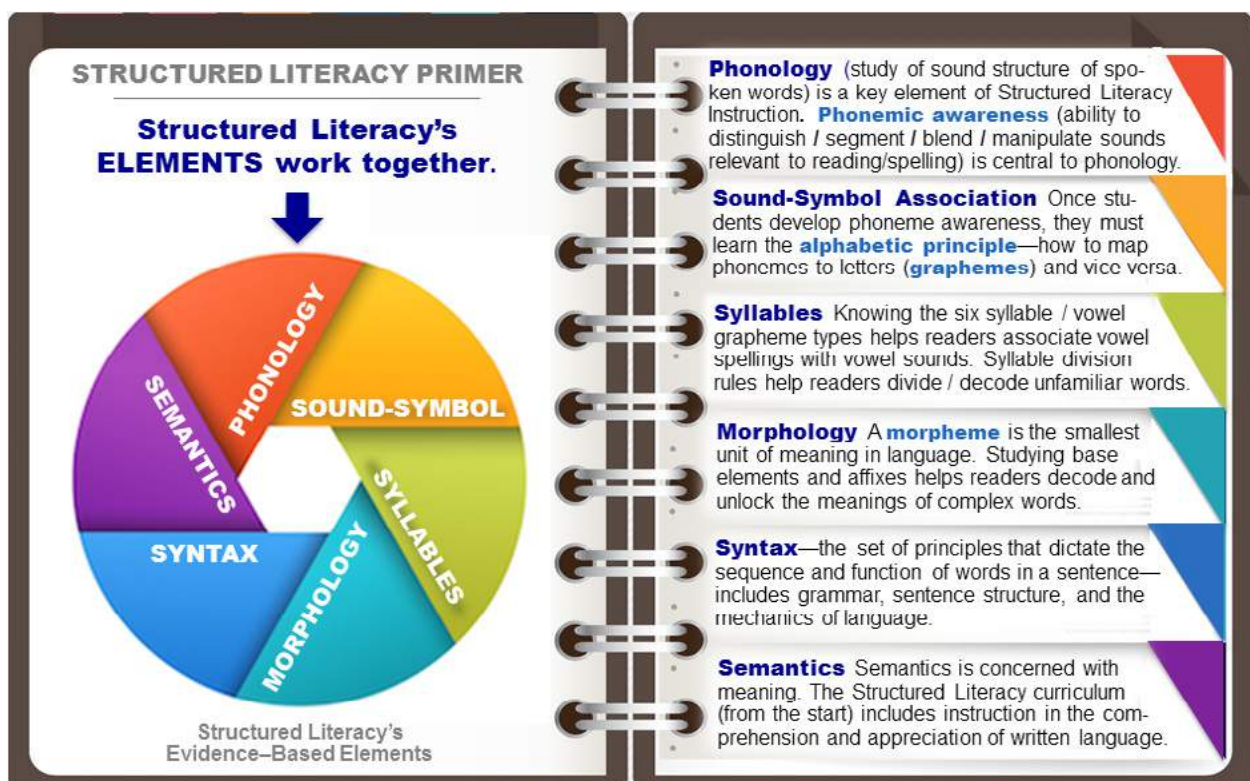 STRUCTURED LITERACY PRIMER
Structured Literacy's
ELEMENTS work together.
PHONOLOGY
SOUND-SYMBOL
SYLLABLES
MORPHOLOGY
SYNTAX
SEMANTICS
Structured Literacy's
Evidence–Based Elements
Phonology (study of sound structure of spo-
ken words) is a key element of Structured Literacy
Instruction. Phonemic awareness (ability to
distinguish / segment / blend / manipulate sounds
relevant to reading/spelling) is central to phonology.
Sound-Symbol Association Once stu-
dents develop phoneme awareness, they must
learn the alphabetic principle—how to map
phonemes to letters (graphemes) and vice versa.
Syllables Knowing the six syllable / vowel
grapheme types helps readers associate vowel
spellings with vowel sounds. Syllable division
rules help readers divide / decode unfamiliar words.
Morphology A morpheme is the smallest
unit of meaning in language. Studying base
elements and affixes helps readers decode and
unlock the meanings of complex words.
Syntax—the set of principles that dictate the
sequence and function of words in a sentence—
includes grammar, sentence structure, and the
mechanics of language.
Semantics Semantics is concerned with
meaning. The Structured Literacy curriculum
(from the start) includes instruction in the com-
prehension and appreciation of written language.